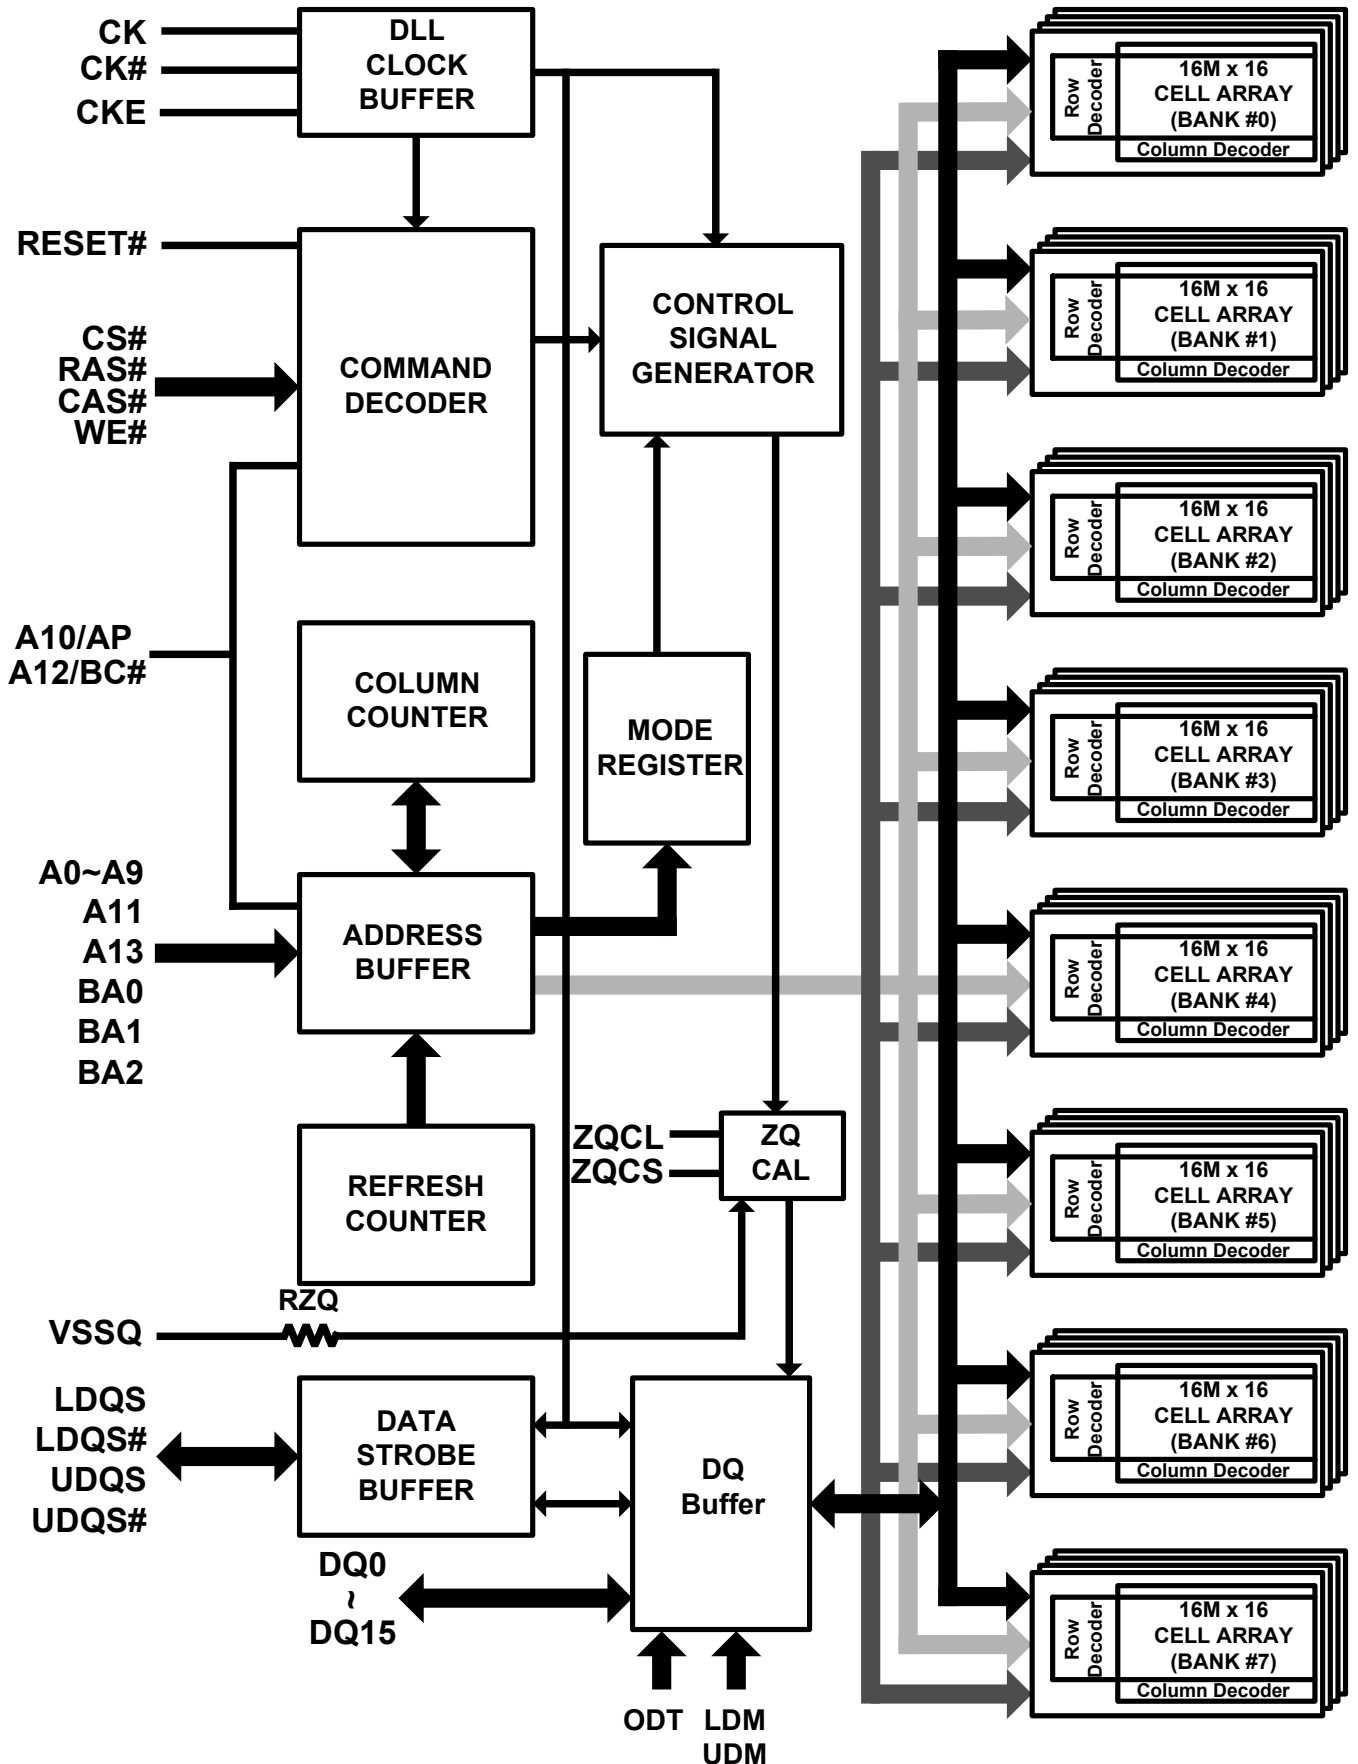 CK
CK#
CKE
DLL
CLOCK
BUFFER
RESET#
CS#
RAS#
CAS#
WE#
COMMAND
DECODER
CONTROL
SIGNAL
GENERATOR
A10/AP
A12/BC#
COLUMN
COUNTER
MODE
REGISTER
A0~A9
A11
A13
BA0
BA1
BA2
ADDRESS
BUFFER
REFRESH
COUNTER
ZQCL
ZQCS
ZQ
CAL
RZQ
VSSQ
LDQS
LDQS#
UDQS
UDQS#
DATA
STROBE
BUFFER
DQ
Buffer
DQ0
~
DQ15
ODT
LDM
UDM
Row
Decoder
16M x 16
CELL ARRAY
(BANK #0)
Column Decoder
Row
Decoder
16M x 16
CELL ARRAY
(BANK #1)
Column Decoder
Row
Decoder
16M x 16
CELL ARRAY
(BANK #2)
Column Decoder
Row
Decoder
16M x 16
CELL ARRAY
(BANK #3)
Column Decoder
Row
Decoder
16M x 16
CELL ARRAY
(BANK #4)
Column Decoder
Row
Decoder
16M x 16
CELL ARRAY
(BANK #5)
Column Decoder
Row
Decoder
16M x 16
CELL ARRAY
(BANK #6)
Column Decoder
Row
Decoder
16M x 16
CELL ARRAY
(BANK #7)
Column Decoder